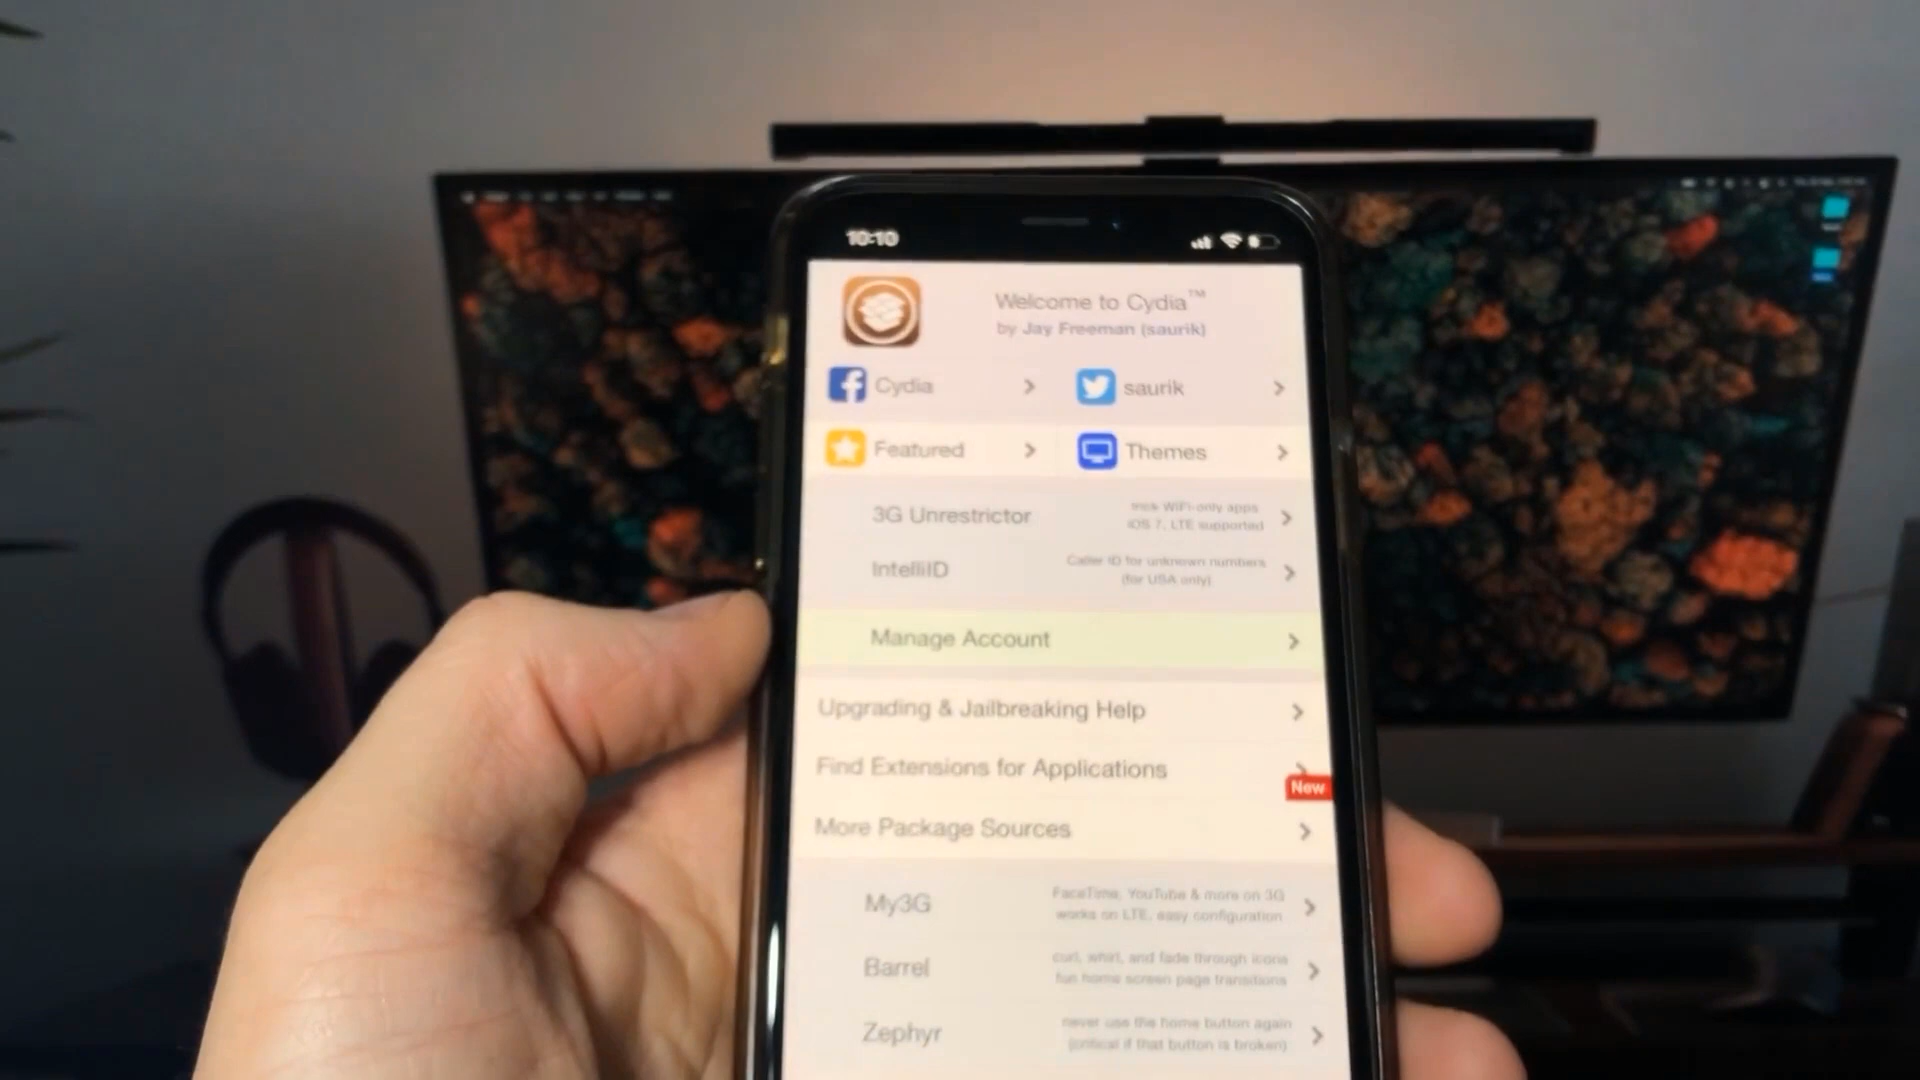 10:10
Welcome to Cydia™
by Jay Freeman (saurik)
Cydia
saurik
Featured
Themes
3G Unrestrictor
trick WiFi-only apps
iOS 7, LTE supported
IntelliID
Caller ID for unknown numbers
(for USA only)
Manage Account
Upgrading & Jailbreaking Help
Find Extensions for Applications
New
More Package Sources
My3G
FaceTime, YouTube & more on 3G
works on LTE, easy configuration
Barrel
curl, whirl, and fade through icons
fun home screen page transitions
Zephyr
never use the home button again
(critical if that button is broken)